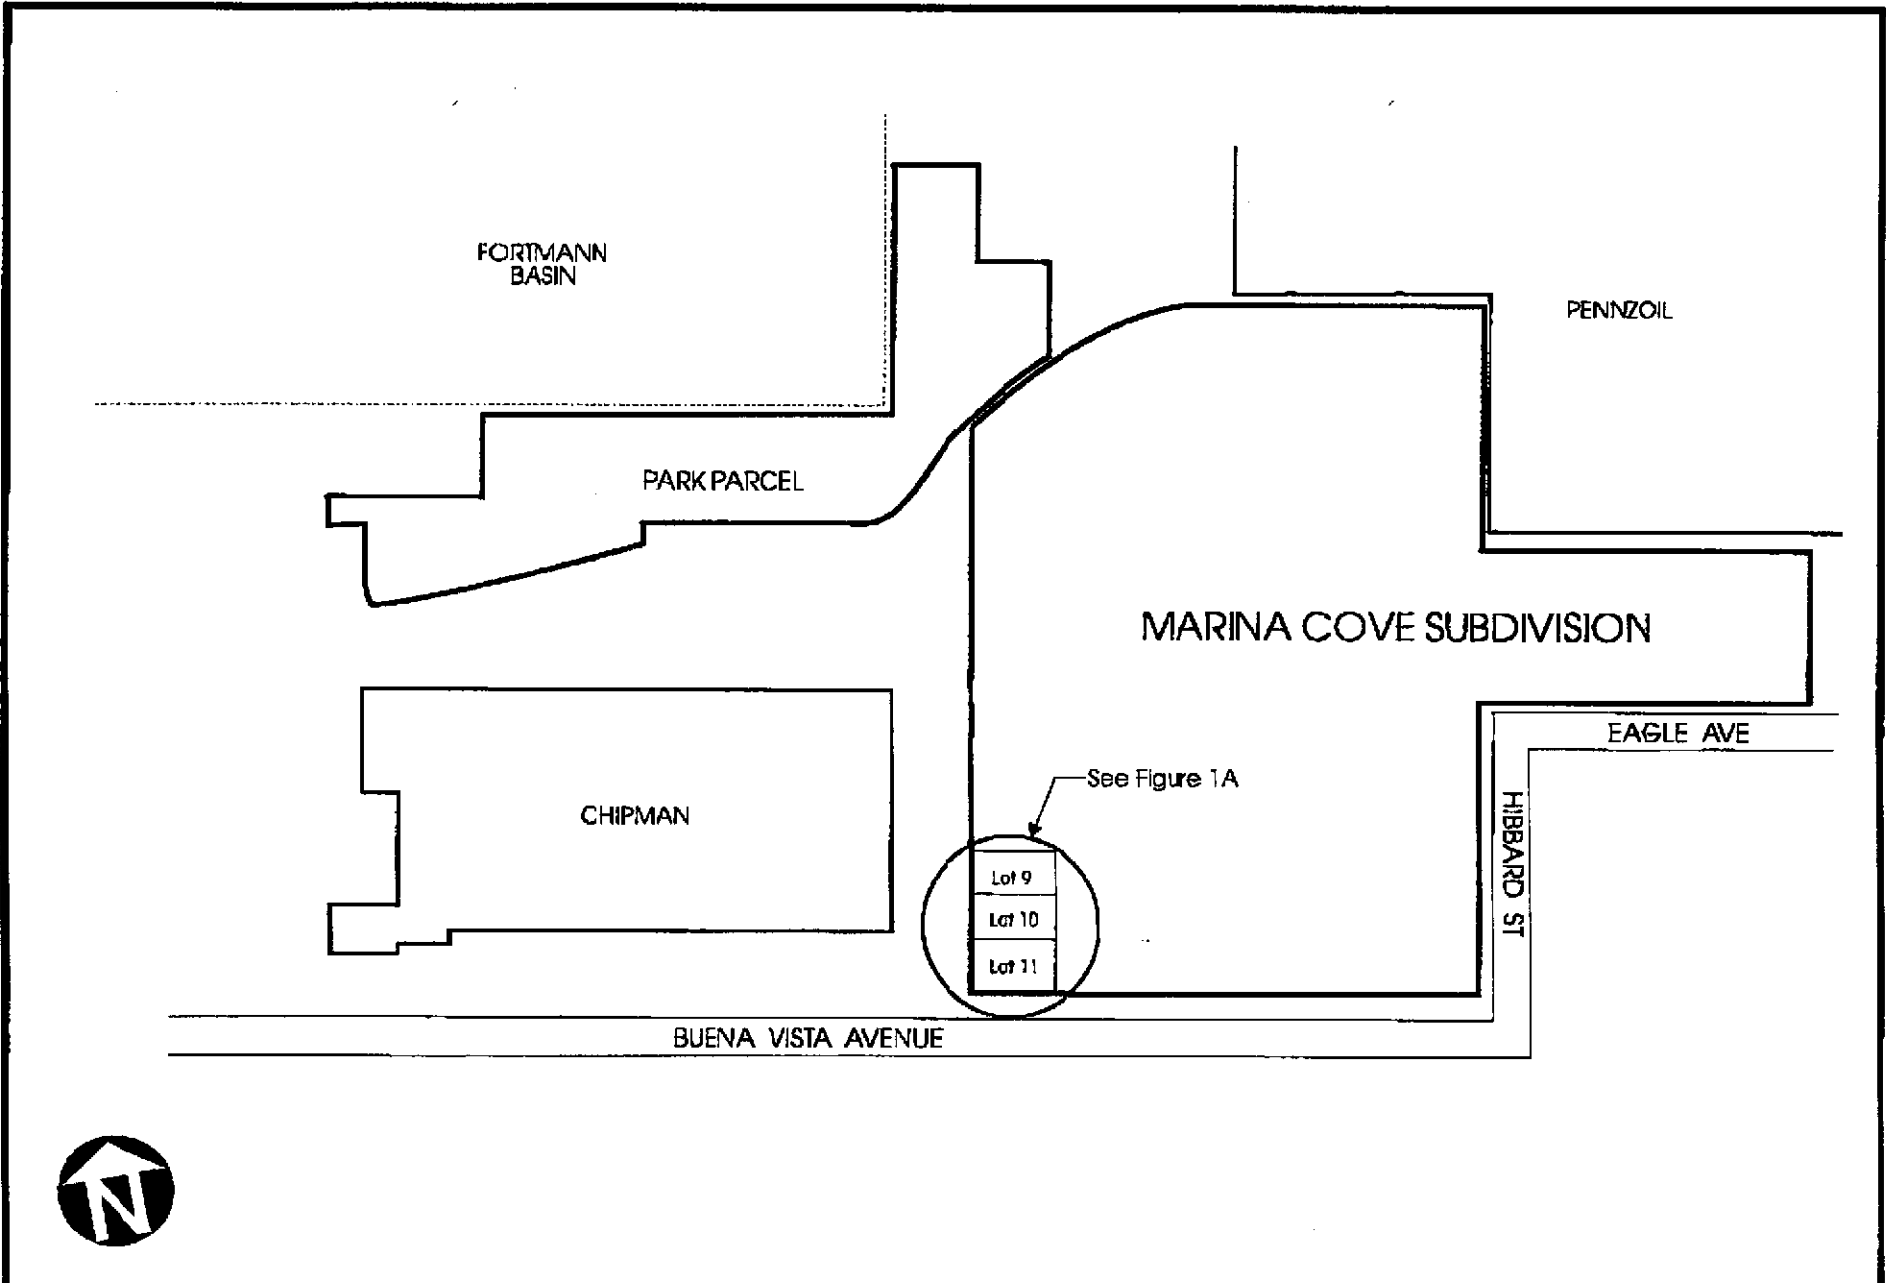 FORTMANN
BASIN
PENNZOIL
PARK PARCEL
MARINA COVE SUBDIVISION
EAGLE AVE
See Figure 1A
CHIPMAN
HIBBARD ST
Lot 9
Lot 10
Lot 11
BUENA VISTA AVENUE
N